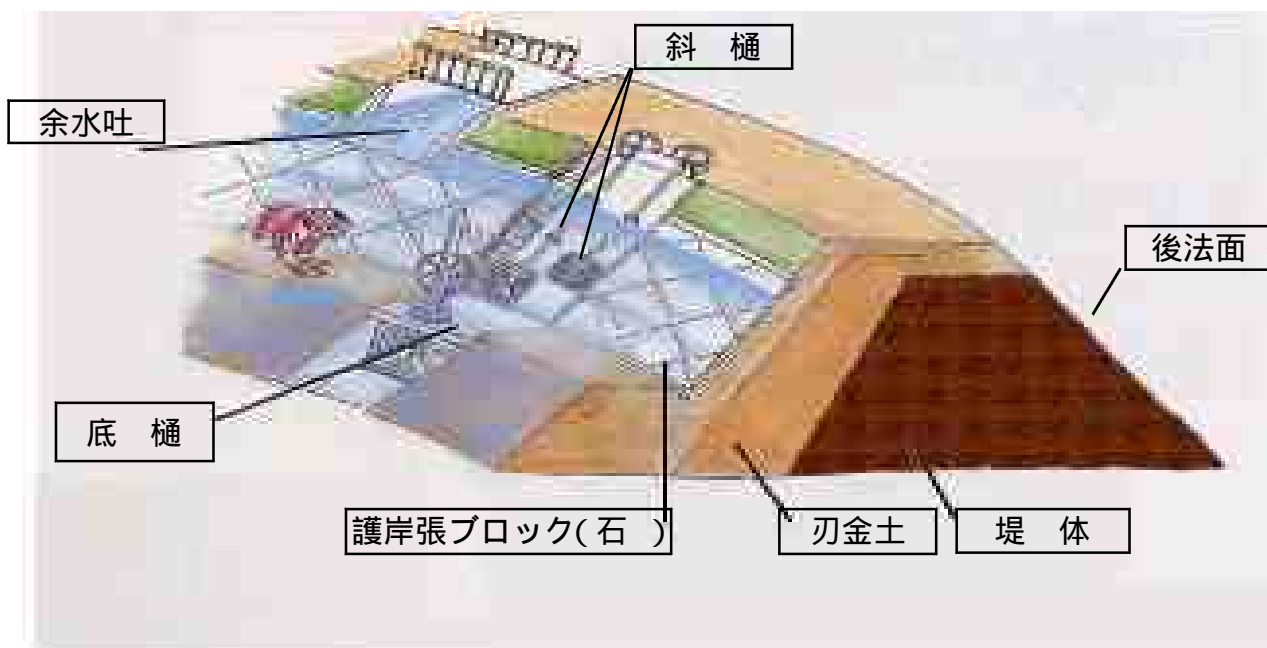 斜　樋
余水吐
後法面
底　樋
護岸張ブロック(石　)
刃金土
堤　体